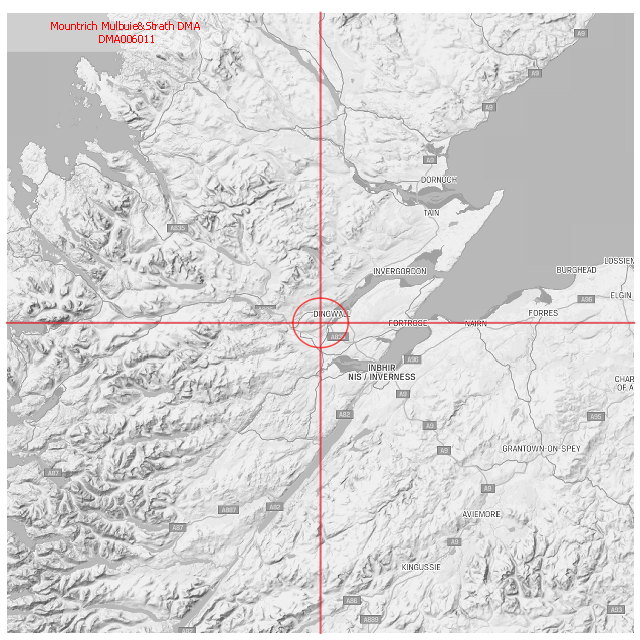 Mountrich Mulbuie&Strath DMA
DMA006011
A9
A9
A9
A9
DORNOCH
TAIN
A835
INVERGORDON
LOSSIEM
BURGHEAD
ELGIN
A96
FORRES
DINGWALL
FORTROSE
NAIRN
A96
INBHIR
NIS / INVERNESS
A9
CHAR
OF A
A82
A95
A9
A9
GRANTOWN-ON-SPEY
A87
A9
A887
A82
AVIEMORE
A87
A9
KINGUSSIE
A86
A889
A93